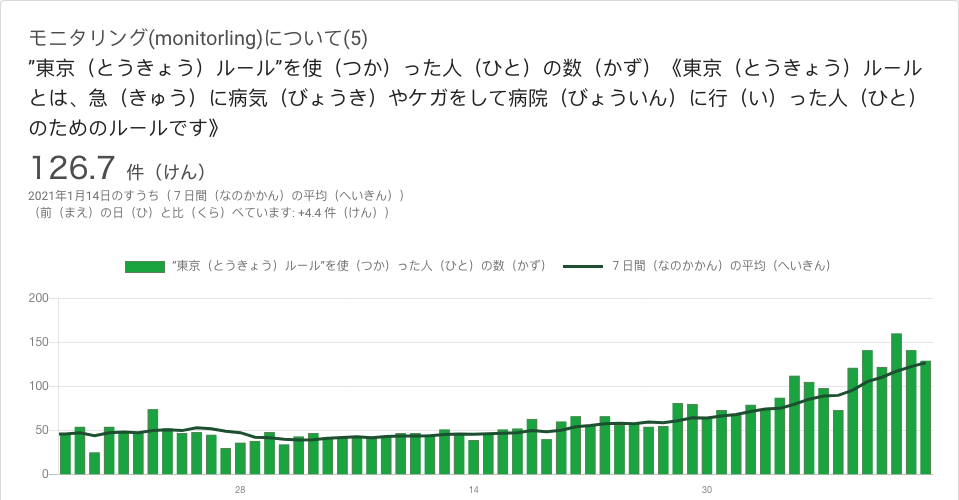 モニタリング(monitorling)について(5)
”東京（とうきょう）ルール”を使（つか）った人（ひと）の数（かず）《東京（とうきょう）ルール
とは、急（きゅう）に病気（びょうき）やケガをして病院（びょういん）に行（い）った人（ひと）
のためのルールです》
126.7 件（けん）
2021年1月14日のすうち（７日間（なのかかん）の平均（へいきん））
（前（まえ）の日（ひ）と比（くら）べています: +4.4 件（けん））
”東京（とうきょう）ルール”を使（つか）った人（ひと）の数（かず） ７日間（なのかかん）の平均（へいきん）
200
150
100
50
0
28 14 30